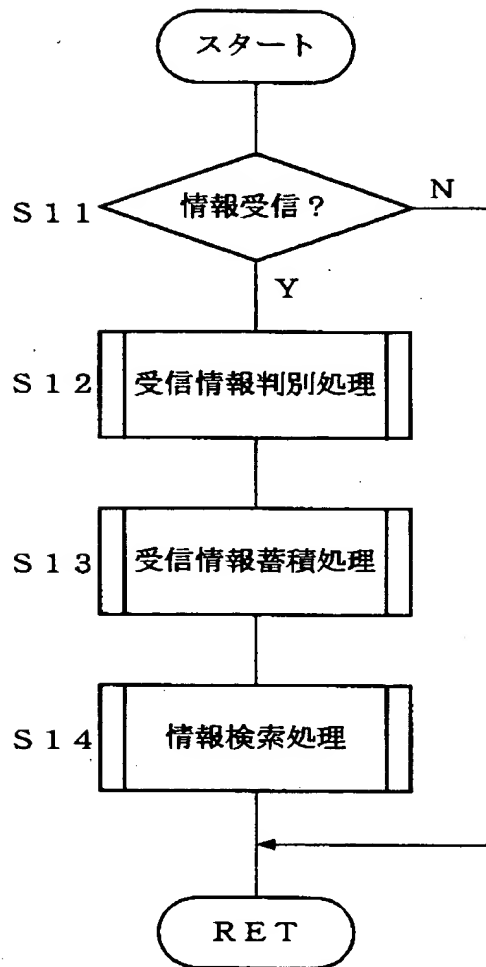 スタート
S11
情報受信？
N
Y
S12
受信情報判別処理
S13
受信情報蓄積処理
S14
情報検索処理
RET